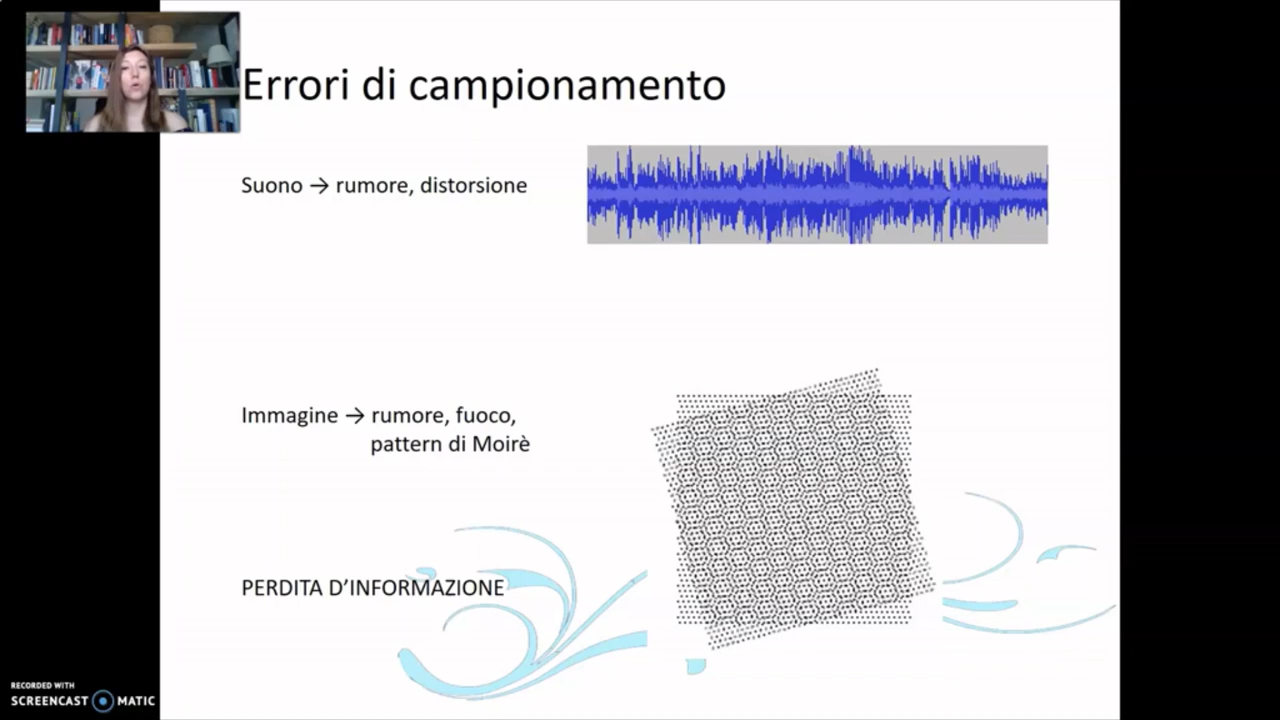 Errori di campionamento
Suono → rumore, distorsione
Immagine → rumore, fuoco,
pattern di Moirè
PERDITA D’INFORMAZIONE
RECORDED WITH
SCREENCAST MATIC